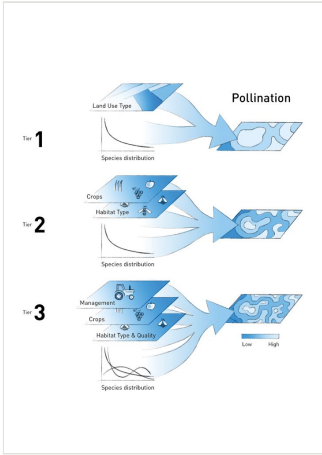 Pollination
Land Use Type
Tier 1
Species distribution
Crops
Habitat Type
Tier 2
Species distribution
Management
Tier 3
Crops
Habitat Type & Quality
Low High
Species distribution